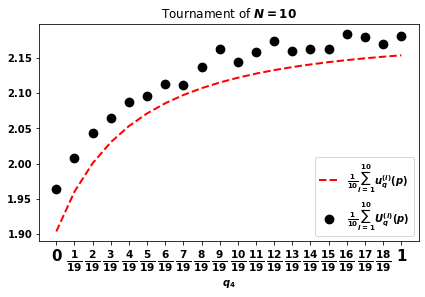 Tournament of N = 10
2.15
2.10
2.05
2.00
1.95
1.90
1/10 10∑i=1 u_q^(i)(p)
1/10 10∑i=1 U_q^(i)(p)
0 1/19 2/19 3/19 4/19 5/19 6/19 7/19 8/19 9/19 10/19 11/19 12/19 13/19 14/19 15/19 16/19 17/19 18/19 1
q₄